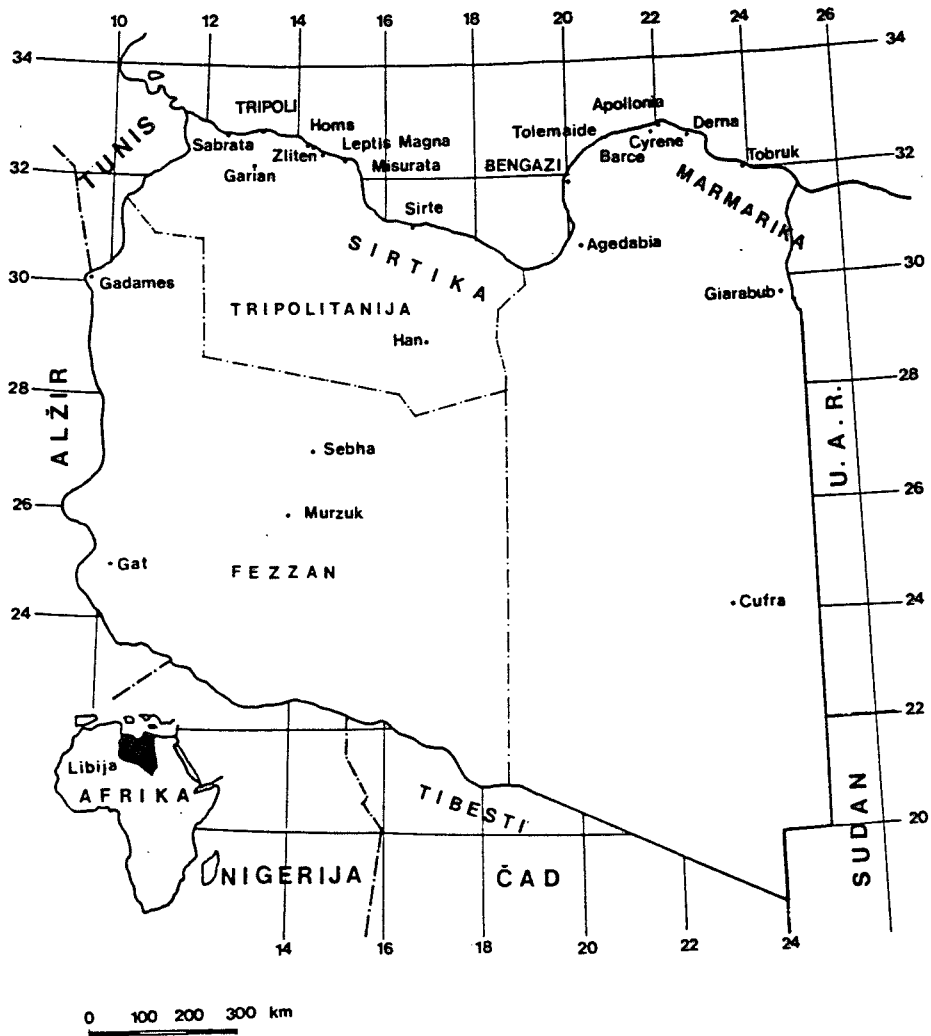 10 12 14 16 18 20 22 24 26
34 34
TUNIS
TRIPOLI
Homs
Sabrata
Zliten
Leptis Magna
Garian
Misurata
Apollonia
Derna
Tolemaide
Cyrene
Barce
BENGAZI
Tobruk
32 32
MARMARIKA
Sirte
SIRTIKA
Agedabia
30 30
Gadames
Giarabub
TRIPOLITANIJA
Han
28 28
ALŽIR
U.A.R.
Sebha
26 26
Murzuk
Gat
FEZZAN
24 24
Cufra
22
Libija
AFRIKA
TIBESTI
20
SUDAN
NIGERIJA
ČAD
14 16 18 20 22 24
0 100 200 300 km